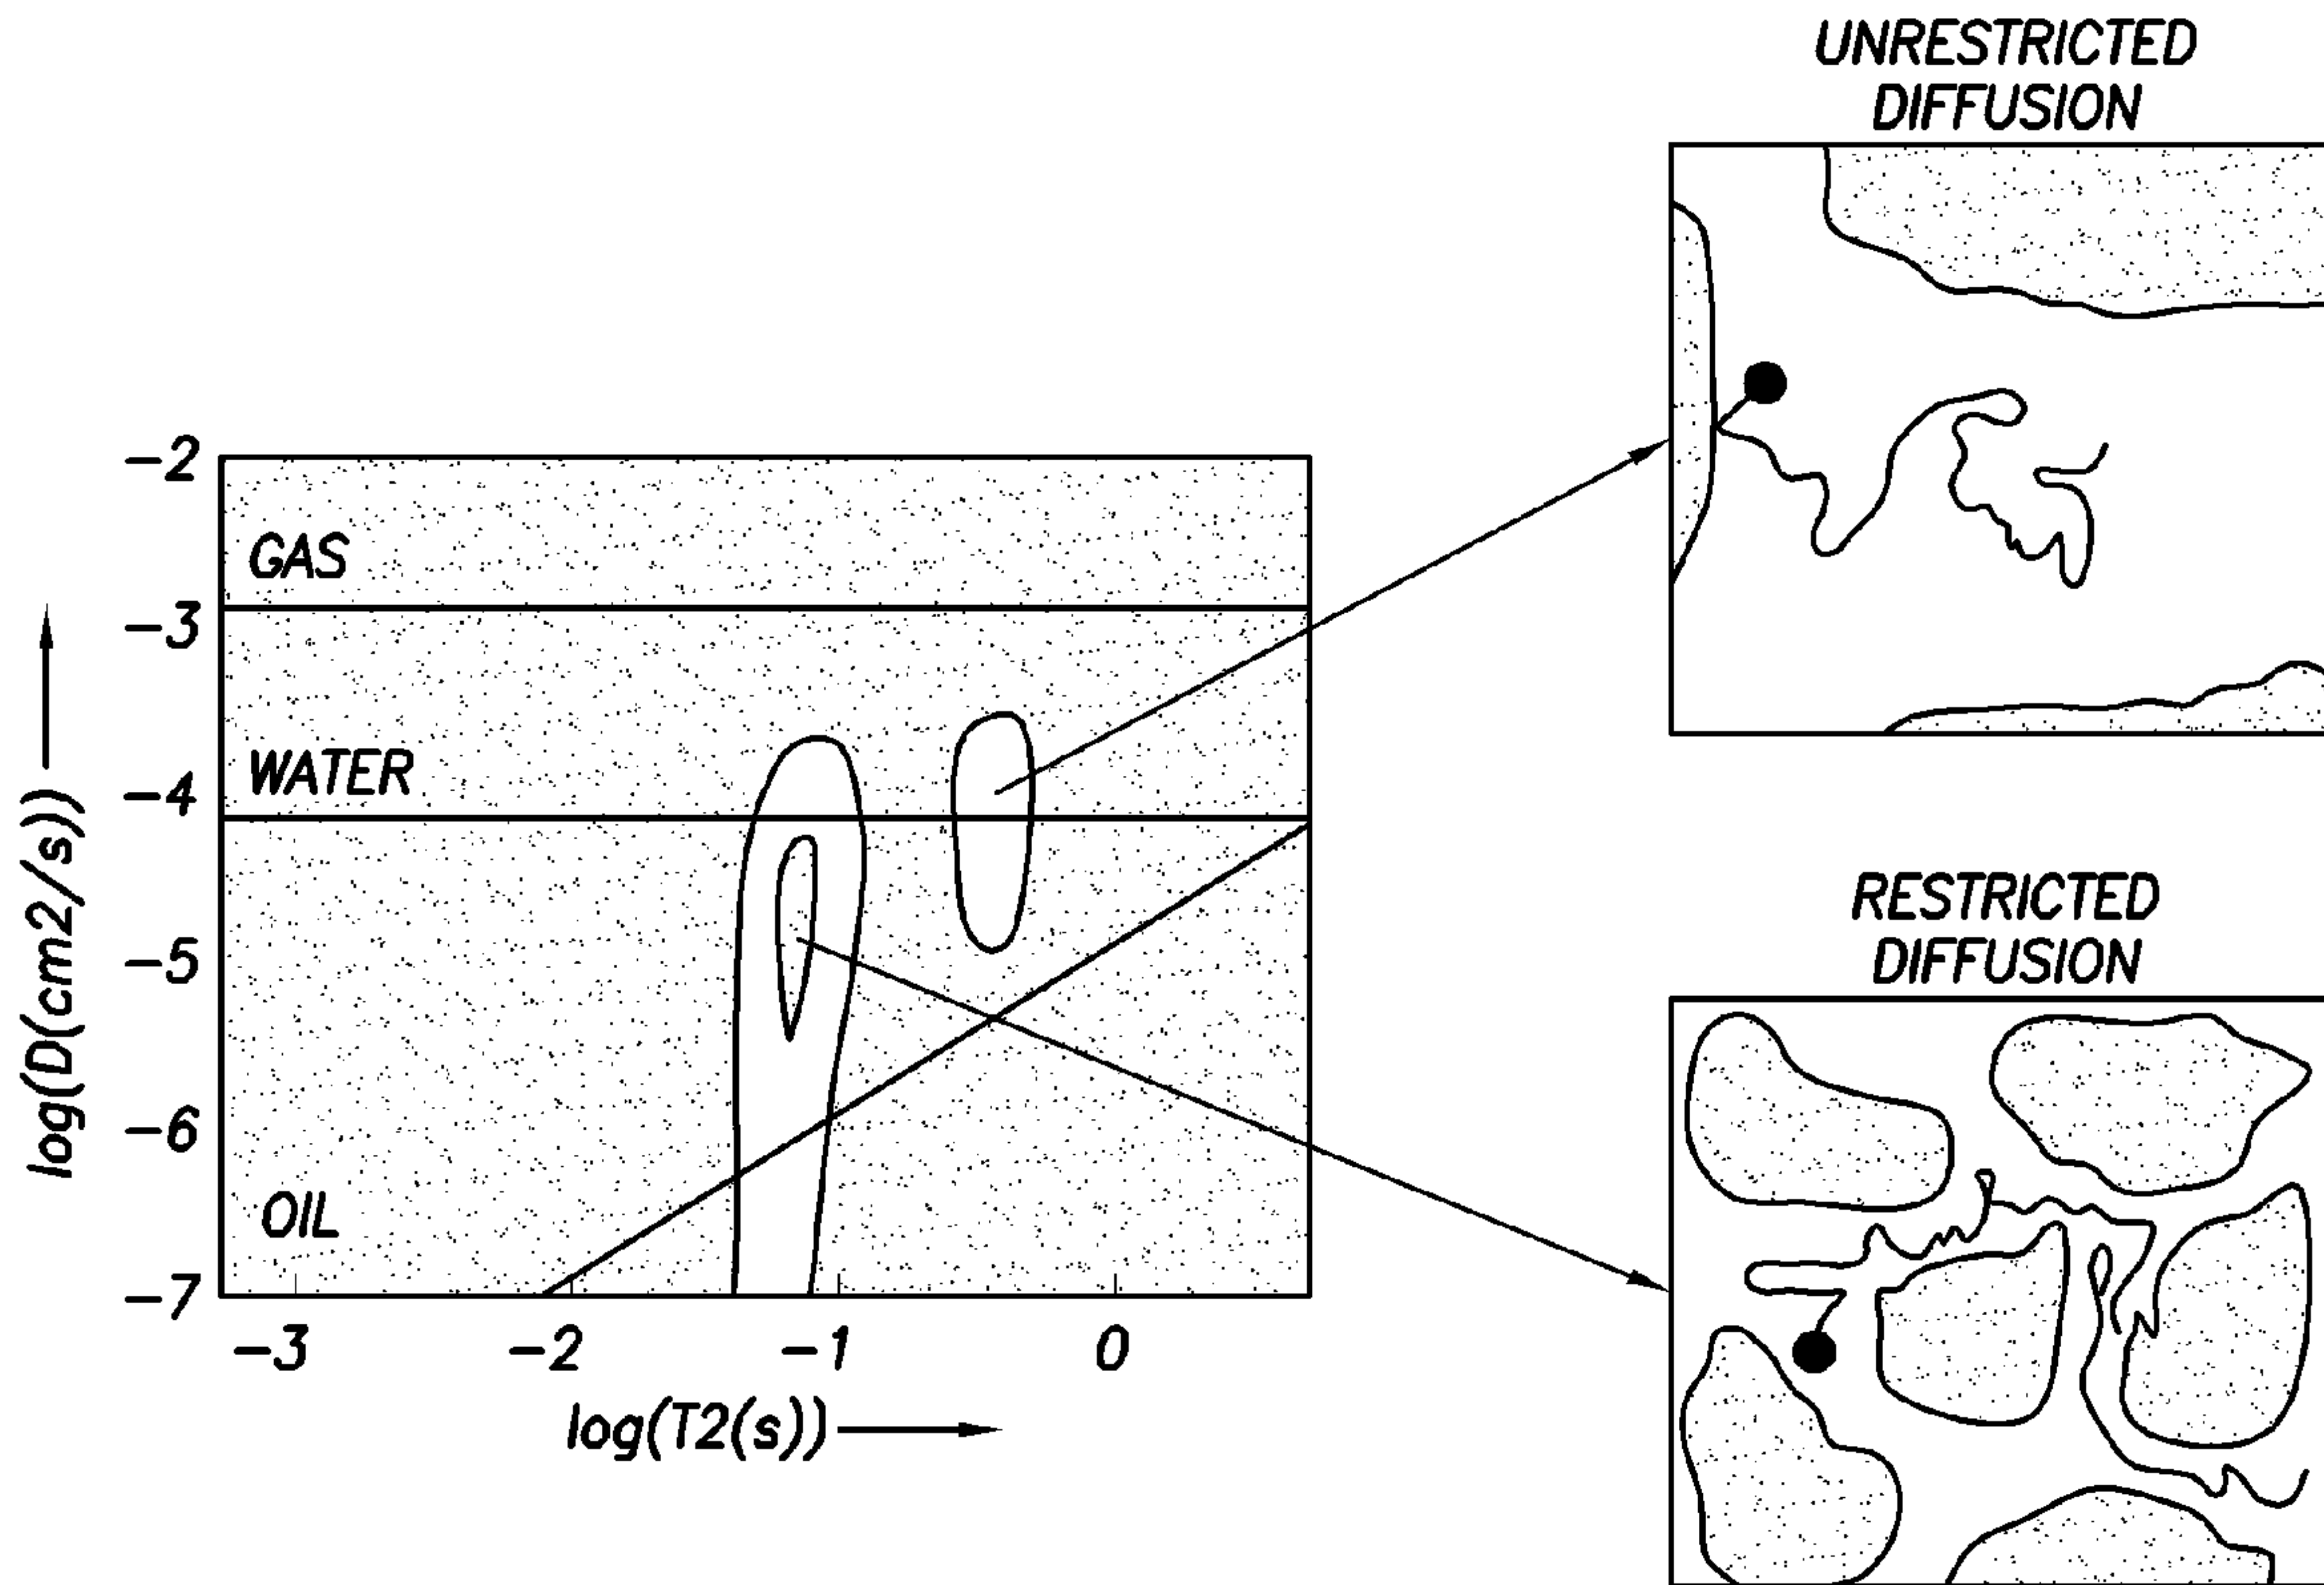 UNRESTRICTED
DIFFUSION
-2
GAS
-3
WATER
-4
-5
-6
OIL
-7
log(D(cm2/s))
-3
-2
-1
0
log(T2(s))
RESTRICTED
DIFFUSION